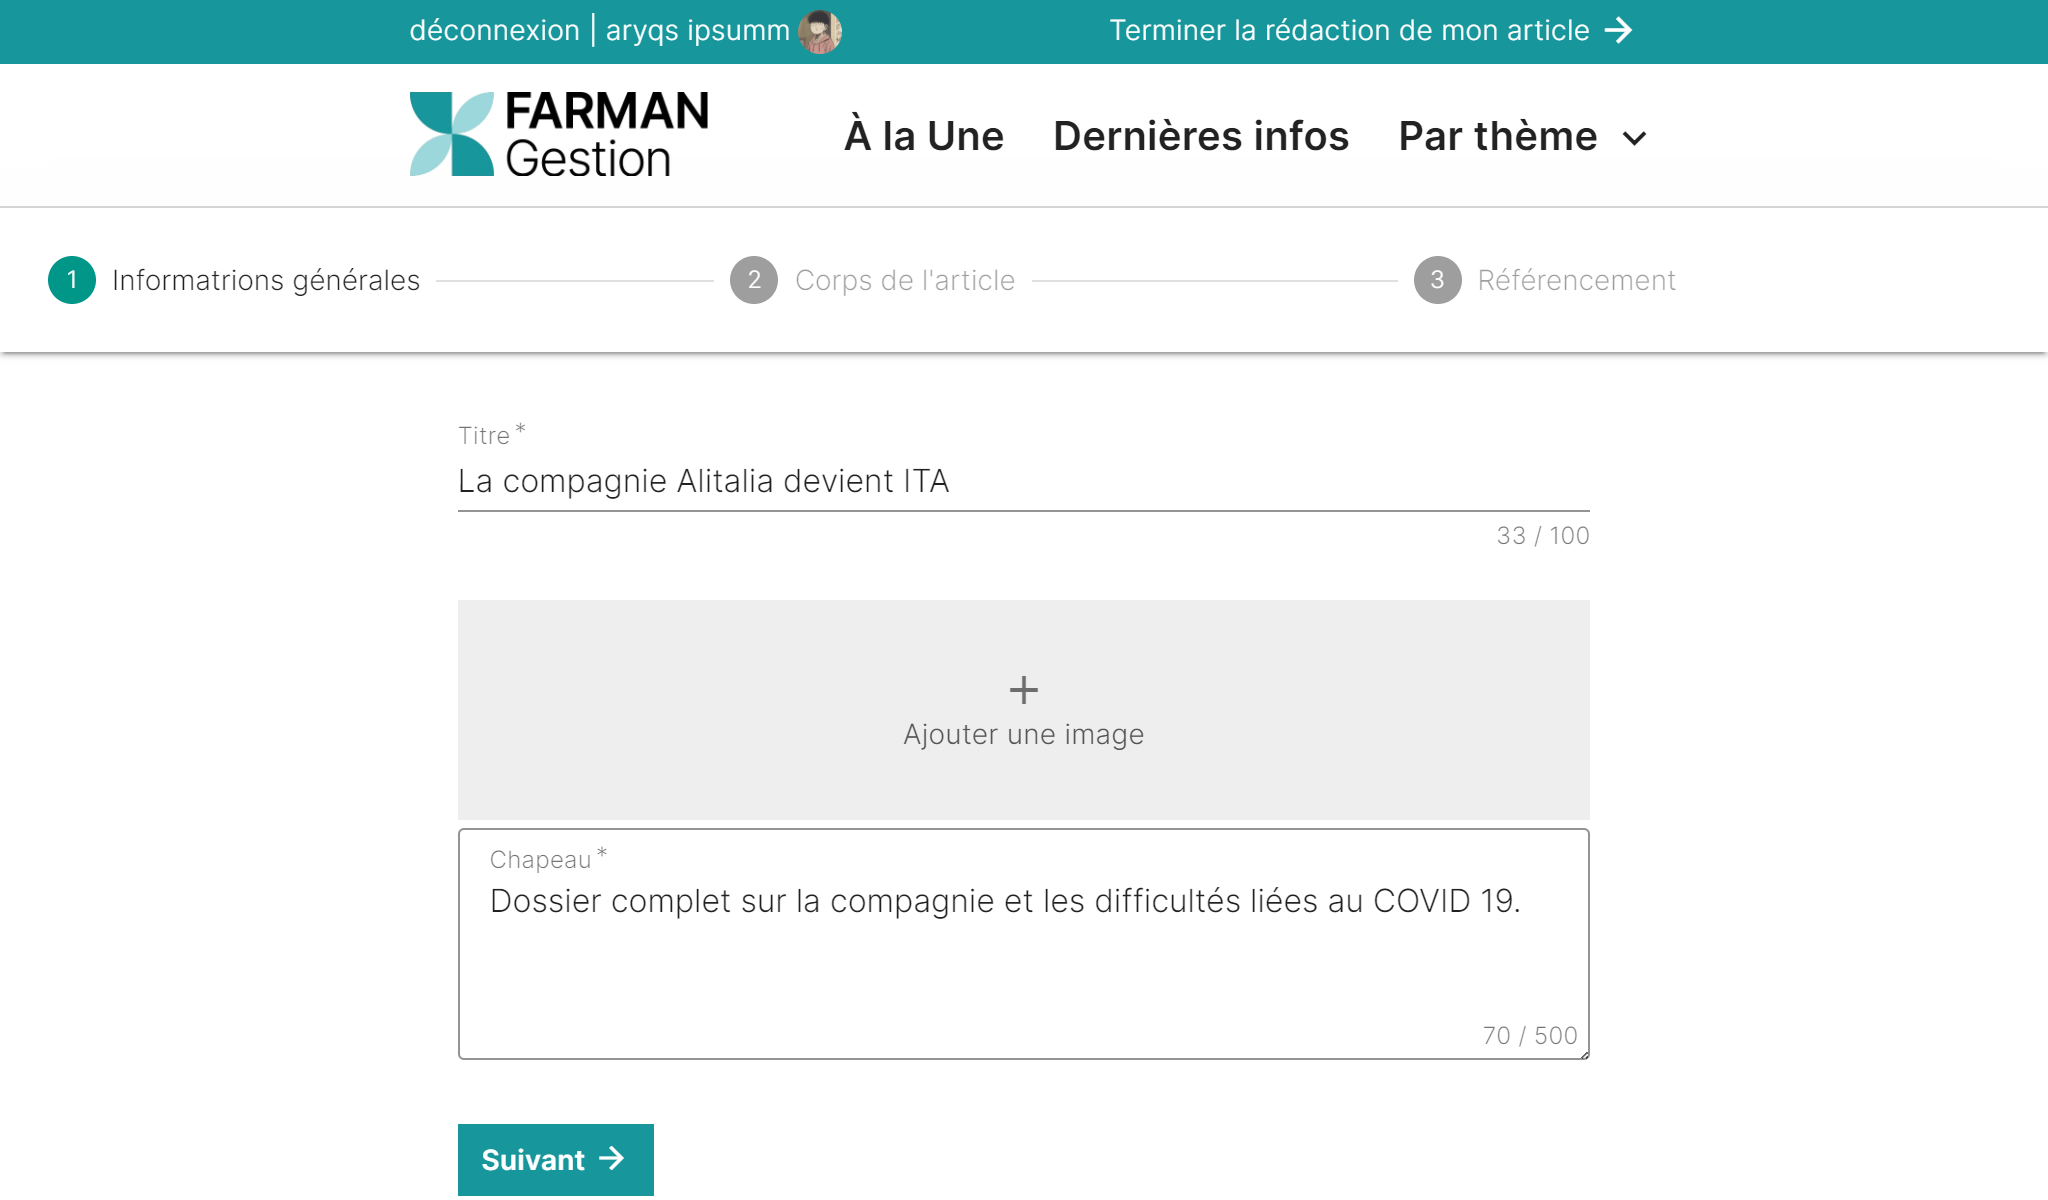 déconnexion | aryqs ipsumm
Terminer la rédaction de mon article →
FARMAN
Gestion
À la Une
Dernières infos
Par thème
1 Informatrions générales
2 Corps de l'article
3 Référencement
Titre *
La compagnie Alitalia devient ITA
33 / 100
+
Ajouter une image
Chapeau *
Dossier complet sur la compagnie et les difficultés liées au COVID 19.
70 / 500
Suivant →